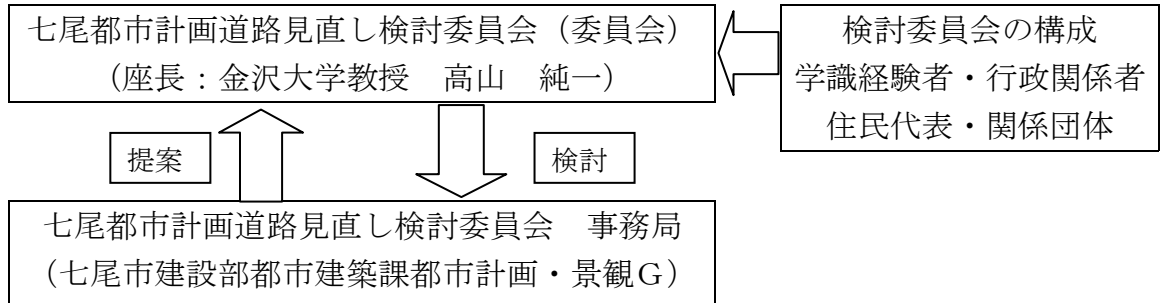 七尾都市計画道路見直し検討委員会（委員会）
（座長：金沢大学教授　高山　純一）
検討委員会の構成
学識経験者・行政関係者
住民代表・関係団体
提案
検討
七尾都市計画道路見直し検討委員会　事務局
（七尾市建設部都市建築課都市計画・景観Ｇ）